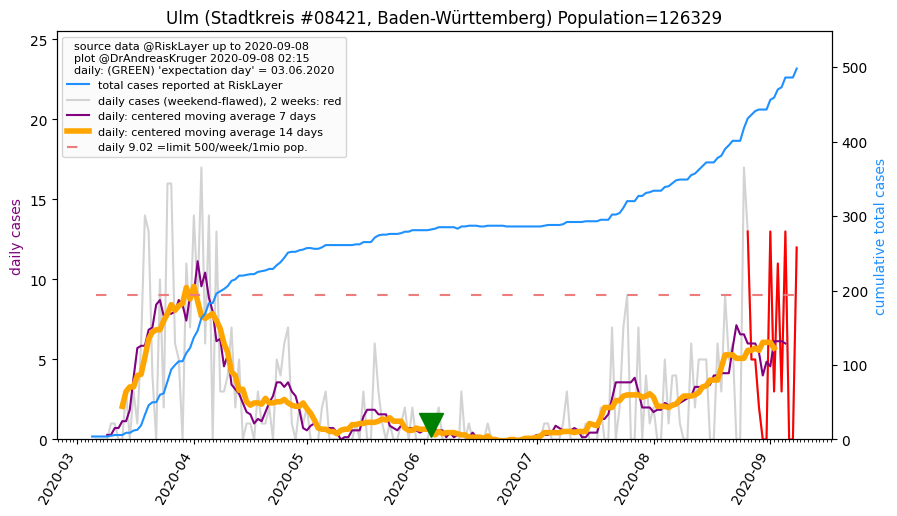 Ulm (Stadtkreis #08421, Baden-Württemberg) Population=126329
source data @RiskLayer up to 2020-09-08
plot @DrAndreasKruger 2020-09-08 02:15
daily: (GREEN) 'expectation day' = 03.06.2020
total cases reported at RiskLayer
daily cases (weekend-flawed), 2 weeks: red
daily: centered moving average 7 days
daily: centered moving average 14 days
daily 9.02 =limit 500/week/1mio pop.
daily cases
25
20
15
10
5
0
cumulative total cases
500
400
300
200
100
0
2020-03
2020-04
2020-05
2020-06
2020-07
2020-08
2020-09